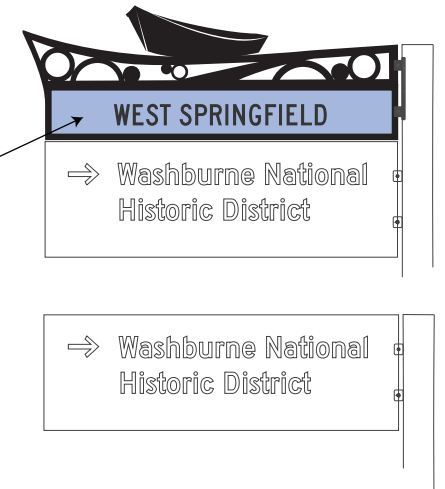 WEST SPRINGFIELD
→ Washburne National
Historic District
→ Washburne National
Historic District